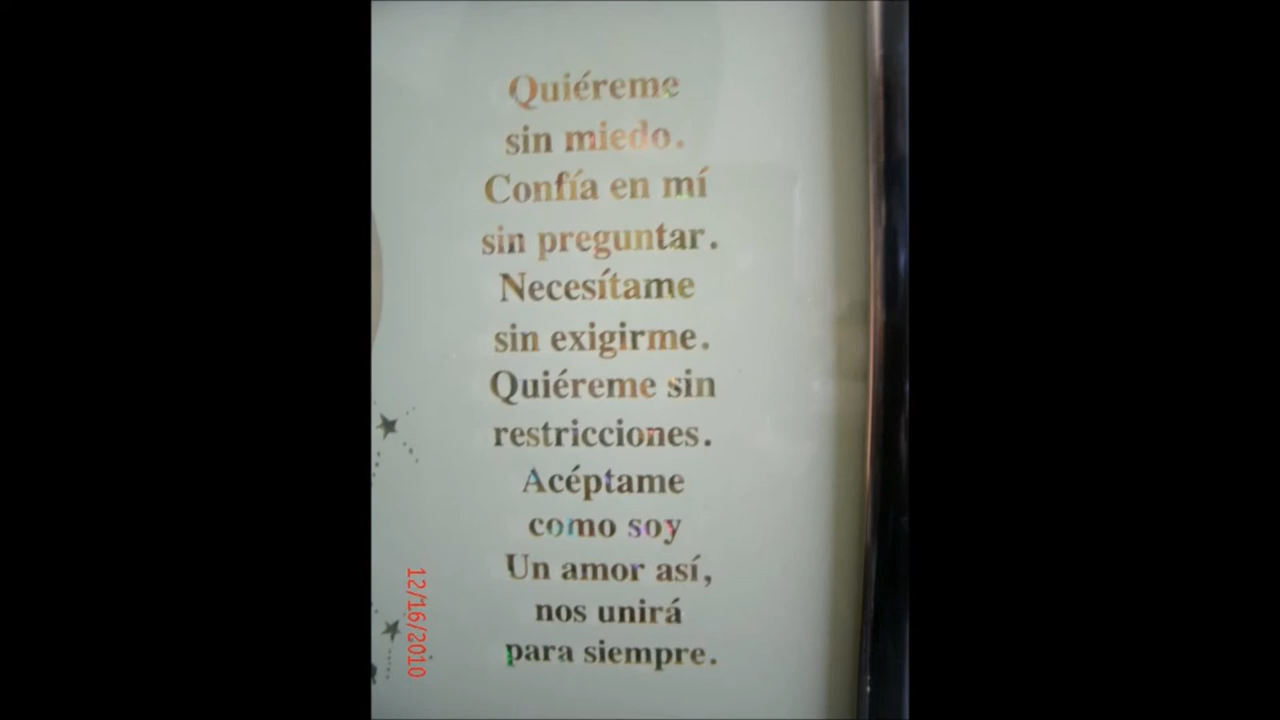 Quiéreme
sin miedo.
Confía en mí
sin preguntar.
Necesítame
sin exigirme.
Quiéreme sin
restricciones.
Acéptame
como soy
Un amor así,
nos unirá
para siempre.
12/16/2010